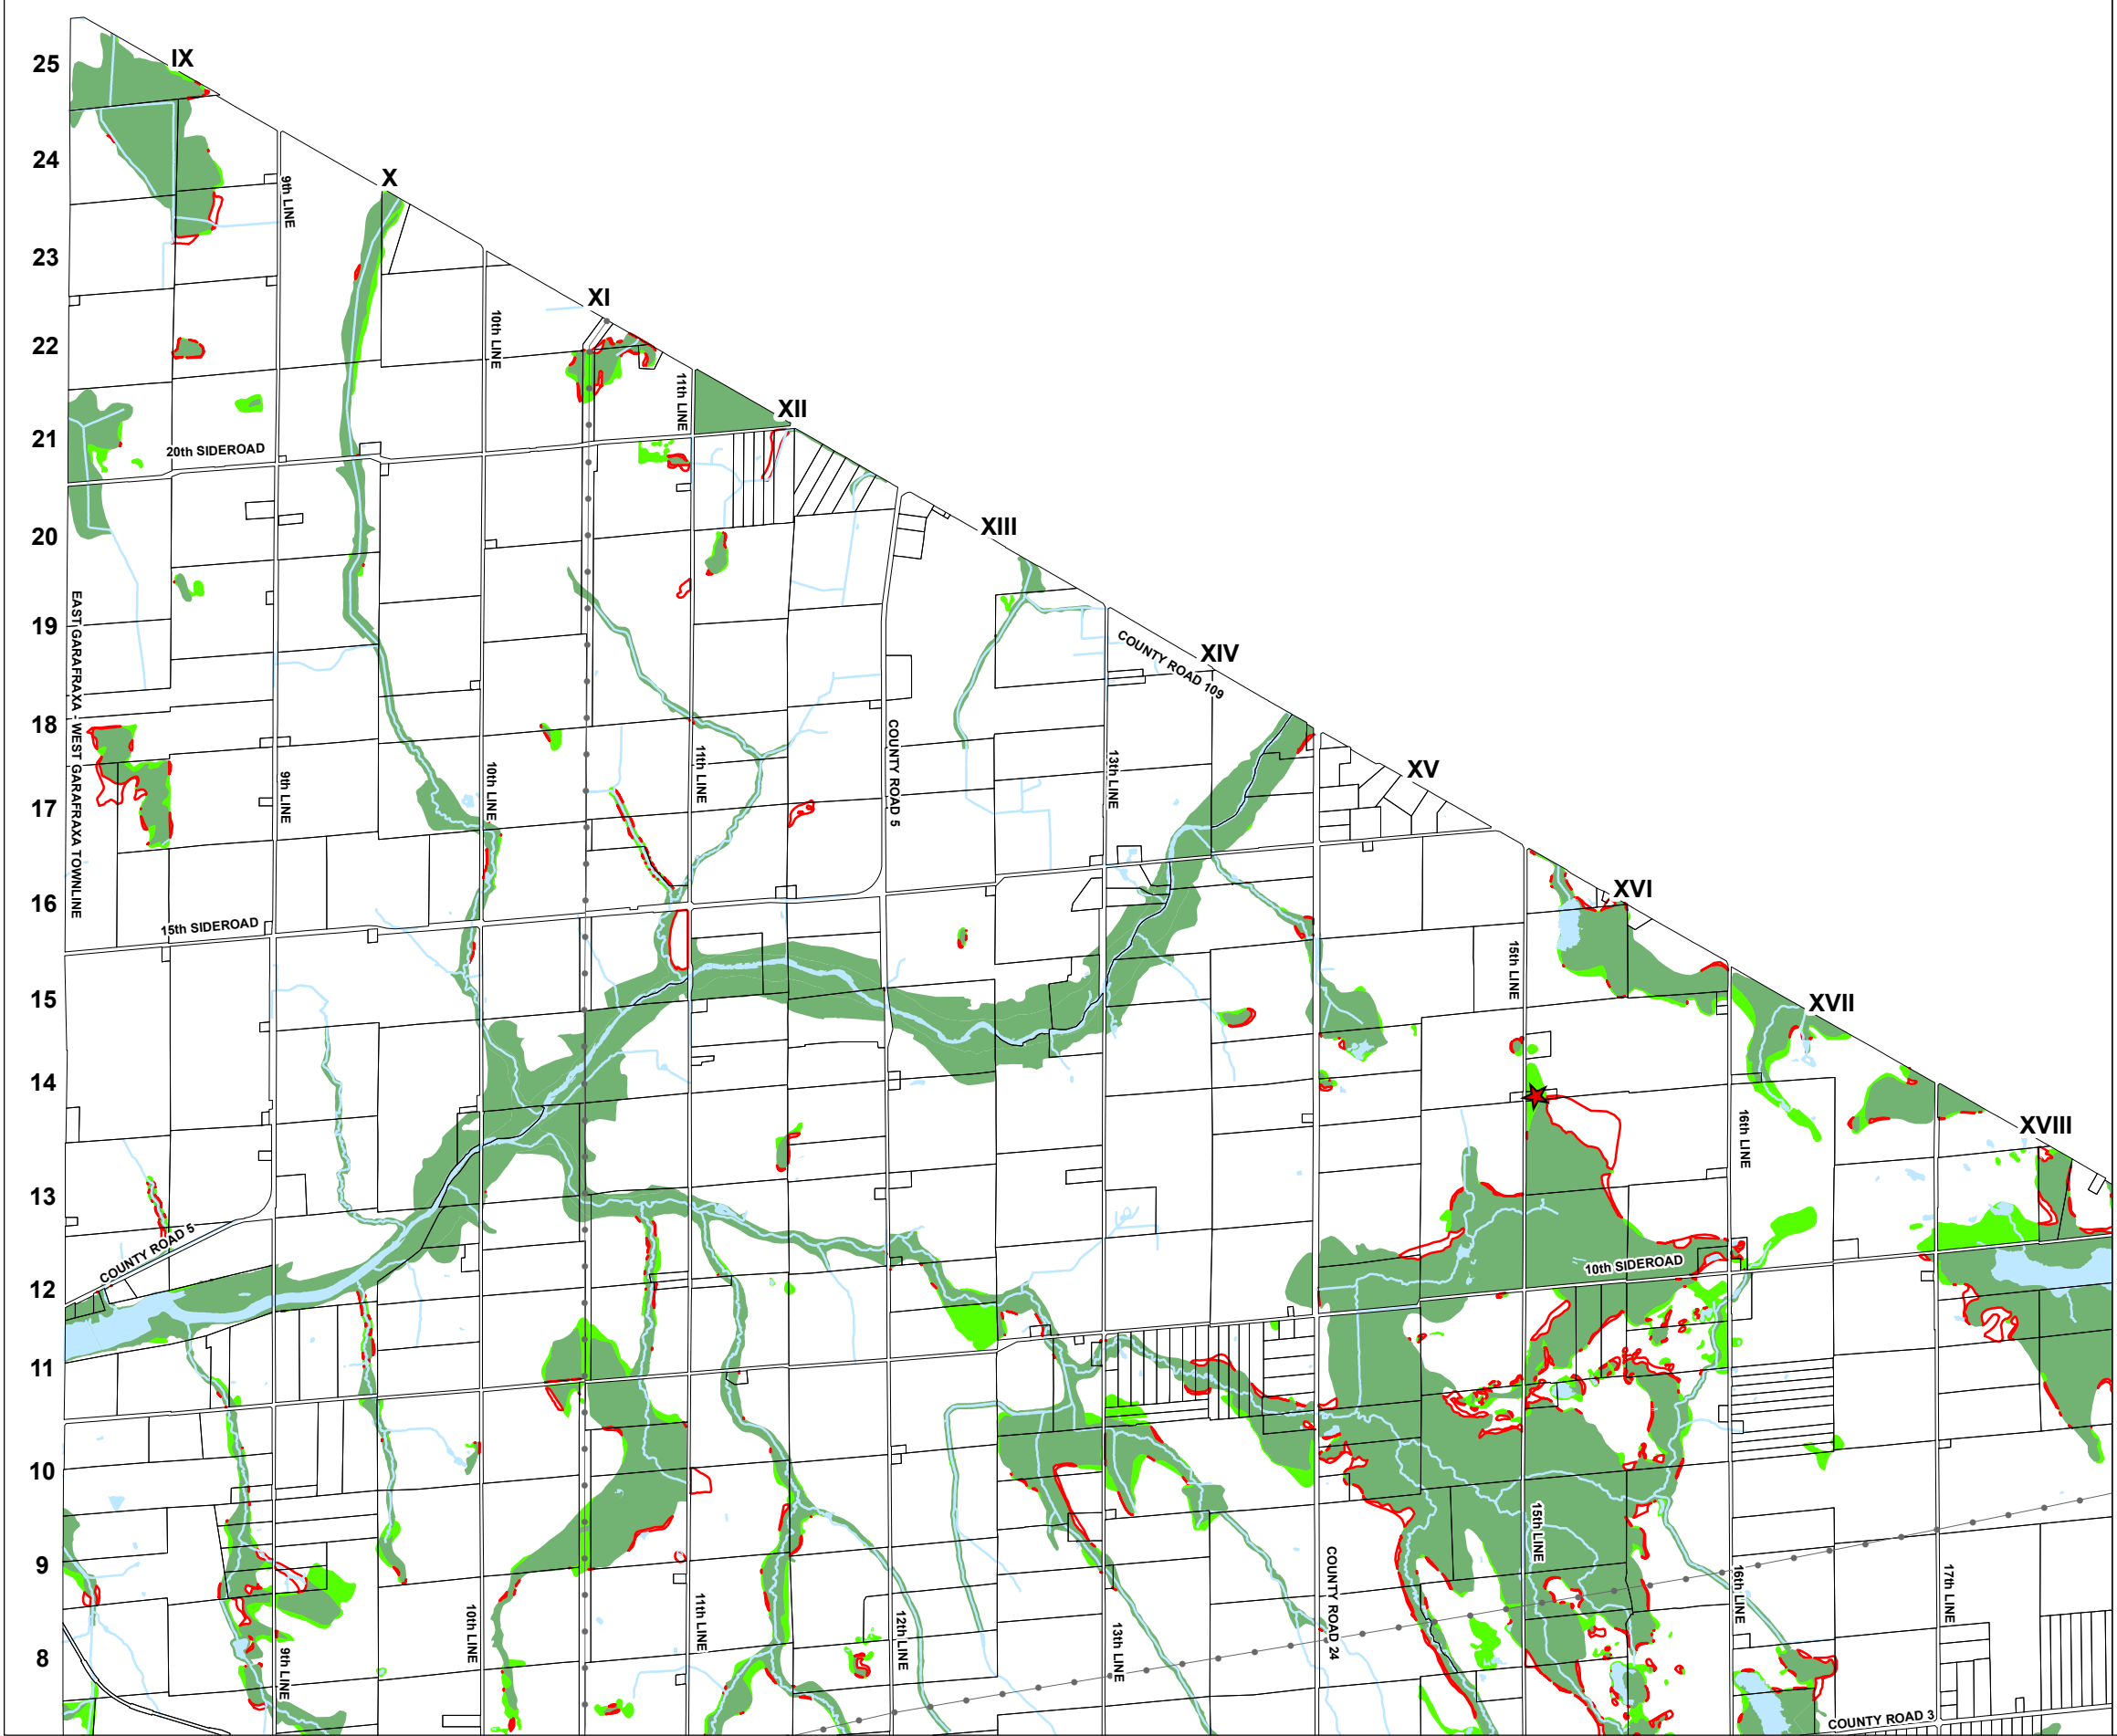 IX
X
XI
XII
XIII
XIV
XV
XVI
XVII
XVIII
25
24
23
22
21
20
19
18
17
16
15
14
13
12
11
10
9
8
9th LINE
10th LINE
11th LINE
20th SIDEROAD
EAST GARAFRAXA - WEST GARAFRAXA TOWNLINE
COUNTY ROAD 109
9th LINE
10th LINE
11th LINE
COUNTY ROAD 5
13th LINE
15th SIDEROAD
15th LINE
16th LINE
COUNTY ROAD 5
10th SIDEROAD
9th LINE
10th LINE
11th LINE
12th LINE
13th LINE
COUNTY ROAD 24
15th LINE
16th LINE
17th LINE
COUNTY ROAD 3